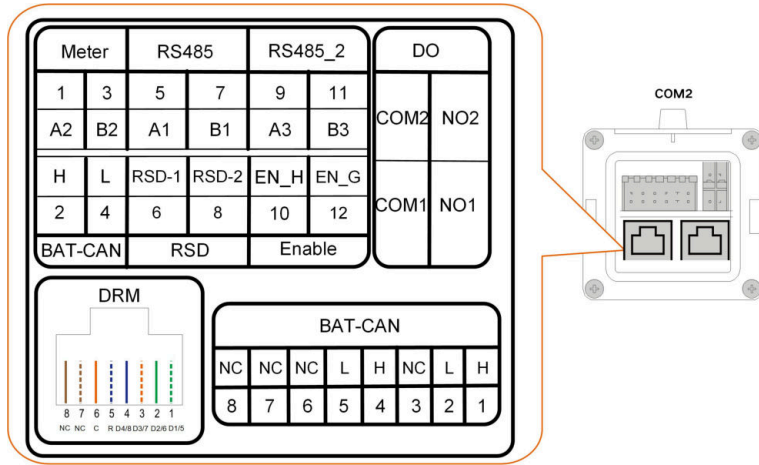 Meter RS485 RS485_2 DO
1 3 5 7 9 11
A2 B2 A1 B1 A3 B3
COM2 NO2
H L RSD-1 RSD-2 EN_H EN_G
2 4 6 8 10 12
COM1 NO1
BAT-CAN RSD Enable
DRM
8 7 6 5 4 3 2 1
NC NC C R D4/8 D3/7 D2/6 D1/5
BAT-CAN
NC NC NC L H NC L H
8 7 6 5 4 3 2 1
COM2